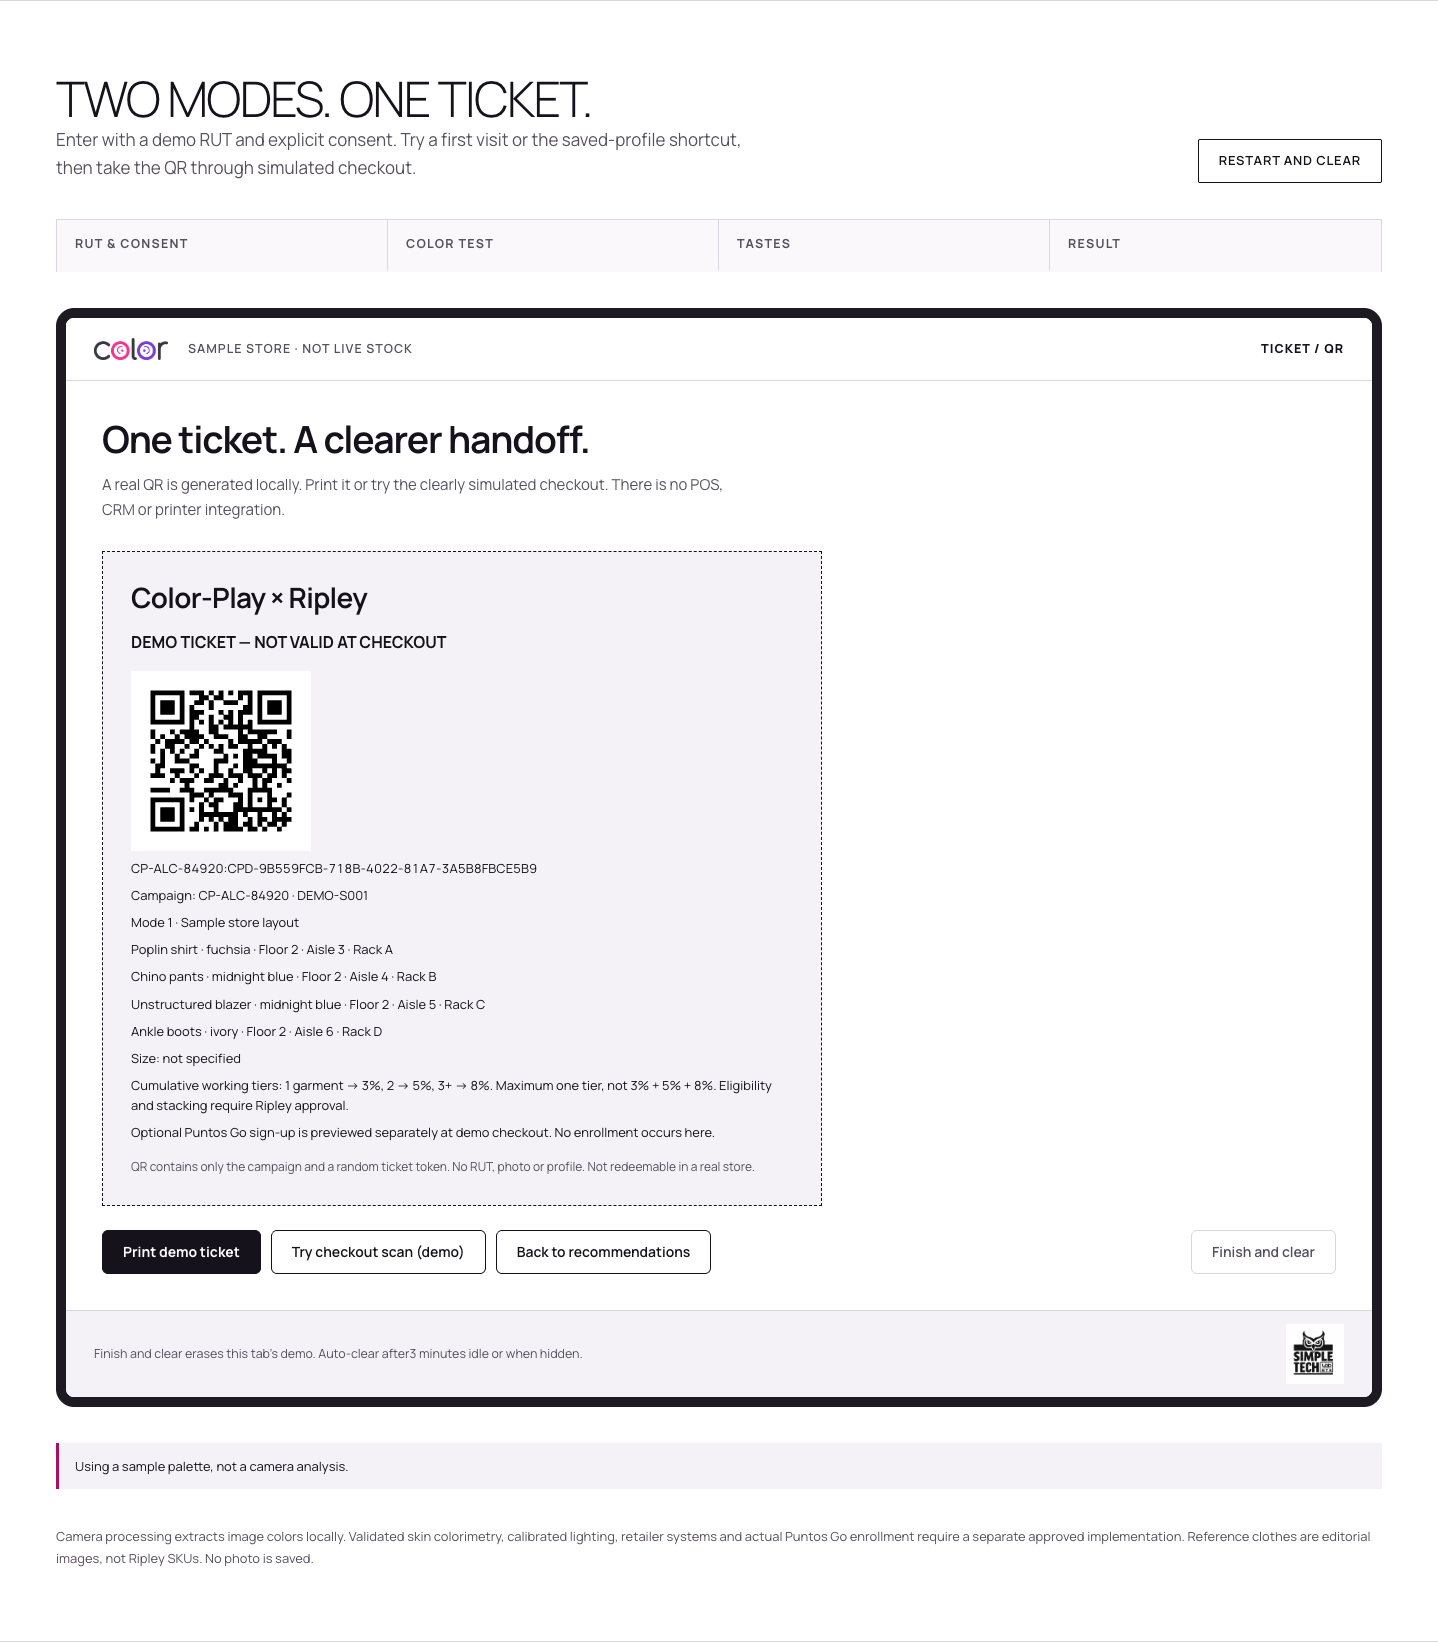 TWO MODES. ONE TICKET.
Enter with a demo RUT and explicit consent. Try a first visit or the saved-profile shortcut,
then take the QR through simulated checkout.
RESTART AND CLEAR
RUT & CONSENT
COLOR TEST
TASTES
RESULT
color
SAMPLE STORE · NOT LIVE STOCK
TICKET / QR
One ticket. A clearer handoff.
A real QR is generated locally. Print it or try the clearly simulated checkout. There is no POS,
CRM or printer integration.
Color-Play × Ripley
DEMO TICKET — NOT VALID AT CHECKOUT
CP-ALC-84920:CPD-9B559FCB-718B-4022-81A7-3A5B8FBCE5B9
Campaign: CP-ALC-84920 · DEMO-S001
Mode 1 · Sample store layout
Poplin shirt · fuchsia · Floor 2 · Aisle 3 · Rack A
Chino pants · midnight blue · Floor 2 · Aisle 4 · Rack B
Unstructured blazer · midnight blue · Floor 2 · Aisle 5 · Rack C
Ankle boots · ivory · Floor 2 · Aisle 6 · Rack D
Size: not specified
Cumulative working tiers: 1 garment → 3%, 2 → 5%, 3+ → 8%. Maximum one tier, not 3% + 5% + 8%. Eligibility
and stacking require Ripley approval.
Optional Puntos Go sign-up is previewed separately at demo checkout. No enrollment occurs here.
QR contains only the campaign and a random ticket token. No RUT, photo or profile. Not redeemable in a real store.
Print demo ticket
Try checkout scan (demo)
Back to recommendations
Finish and clear
Finish and clear erases this tab's demo. Auto-clear after3 minutes idle or when hidden.
SIMPLE
TECH
Using a sample palette, not a camera analysis.
Camera processing extracts image colors locally. Validated skin colorimetry, calibrated lighting, retailer systems and actual Puntos Go enrollment require a separate approved implementation. Reference clothes are editorial
images, not Ripley SKUs. No photo is saved.